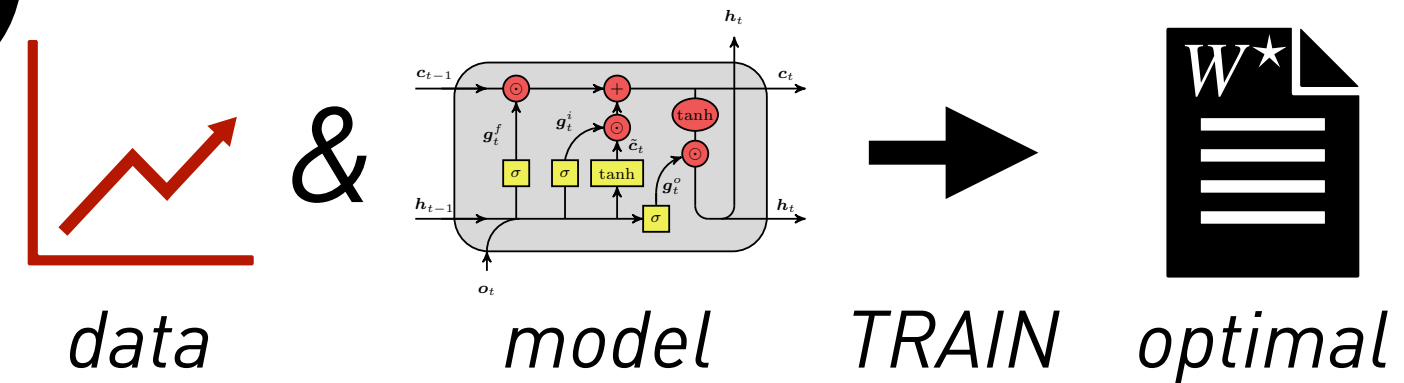 h_t
c_{t−1}
c_t
⊙
+
tanh
g_t^f
g_t^i
⊙
c̃_t
⊙
σ
σ
tanh
g_t^o
h_{t−1}
h_t
σ
o_t
&
W★
data
model
TRAIN
optimal